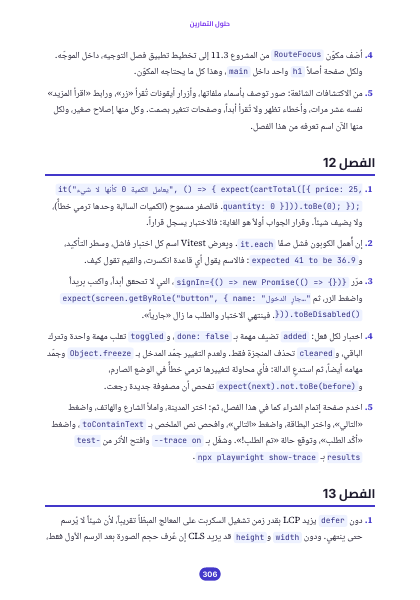 حلول التمارين
4. أضف مكوّن RouteFocus من المشروع 11.3 إلى تخطيط تطبيق فصل التوجيه، داخل الموجّه.
ولكل صفحة أصلاً h1 واحد داخل main، وهذا كل ما يحتاجه المكوّن.
5. من الاكتشافات الشائعة: صور توصف بأسماء ملفاتها، وأزرار أيقونات تُقرأ «زر»، ورابط «اقرأ المزيد»
نفسه عشر مرات، وأخطاء تظهر ولا تُقرأ أبداً، وصفحات تتغير بصمت. وكل منها إصلاح صغير، ولكل
منها الآن اسم تعرفه من هذا الفصل.
الفصل 12
1. it("يعامل الكمية 0 كأنها لا شيء", () => { expect(cartTotal([{ price: 25,
quantity: 0 }])).toBe(0); });. فالصفر مسموح (الكميات السالبة وحدها ترمي خطأً)،
ولا يضيف شيئاً. وقرار الجواب أولاً هو الغاية: فالاختبار يسجل قراراً.
2. إن أُهمل الكوبون فشل صفّا it.each. ويعرض Vitest اسم كل اختبار فاشل، وسطر التأكيد،
و expected 41 to be 36.9: فالاسم يقول أي قاعدة انكسرت، والقيم تقول كيف.
3. مرّر signIn={() => new Promise(() => {})}، التي لا تتحقق أبداً، واكتب بريداً
واضغط الزر، ثم expect(screen.getByRole("button", { name: "جارٍ الدخول…"
})).toBeDisabled(). فينتهي الاختبار والطلب ما زال «جارياً».
4. اختبار لكل فعل: added تضيف مهمة بـ done: false، و toggled تقلب مهمة واحدة وتترك
الباقي، و cleared تحذف المنجزة فقط. ولعدم التغيير جمّد المدخل بـ Object.freeze وجمّد
مهامه أيضاً، ثم استدعِ الدالة: فأي محاولة لتغييرها ترمي خطأً في الوضع الصارم،
و expect(next).not.toBe(before) تفحص أن مصفوفة جديدة رجعت.
5. اخدم صفحة إتمام الشراء كما في هذا الفصل، ثم: اختر المدينة، واملأ الشارع والهاتف، واضغط
«التالي»، واختر البطاقة، واضغط «التالي»، وافحص نص الملخص بـ toContainText، واضغط
«أكّد الطلب»، وتوقع حالة «تم الطلب!». وشغّل بـ --trace on وافتح الأثر من test-
results بـ npx playwright show-trace.
الفصل 13
1. دون defer يزيد LCP بقدر زمن تشغيل السكربت على المعالج المبطّأ تقريباً، لأن شيئاً لا يُرسم
حتى ينتهي. ودون width و height قد يزيد CLS إن عُرف حجم الصورة بعد الرسم الأول فقط،
306